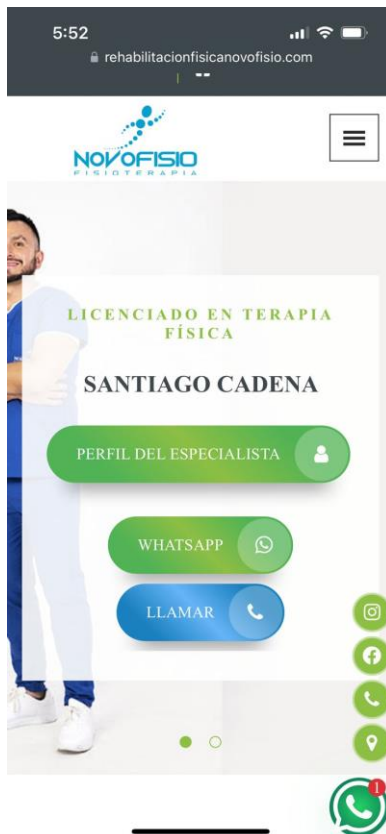 5:52
rehabilitacionfisicanovofisio.com
NOVOFISIO
FISIOTERAPIA
LICENCIADO EN TERAPIA
FÍSICA
SANTIAGO CADENA
PERFIL DEL ESPECIALISTA
WHATSAPP
LLAMAR
1